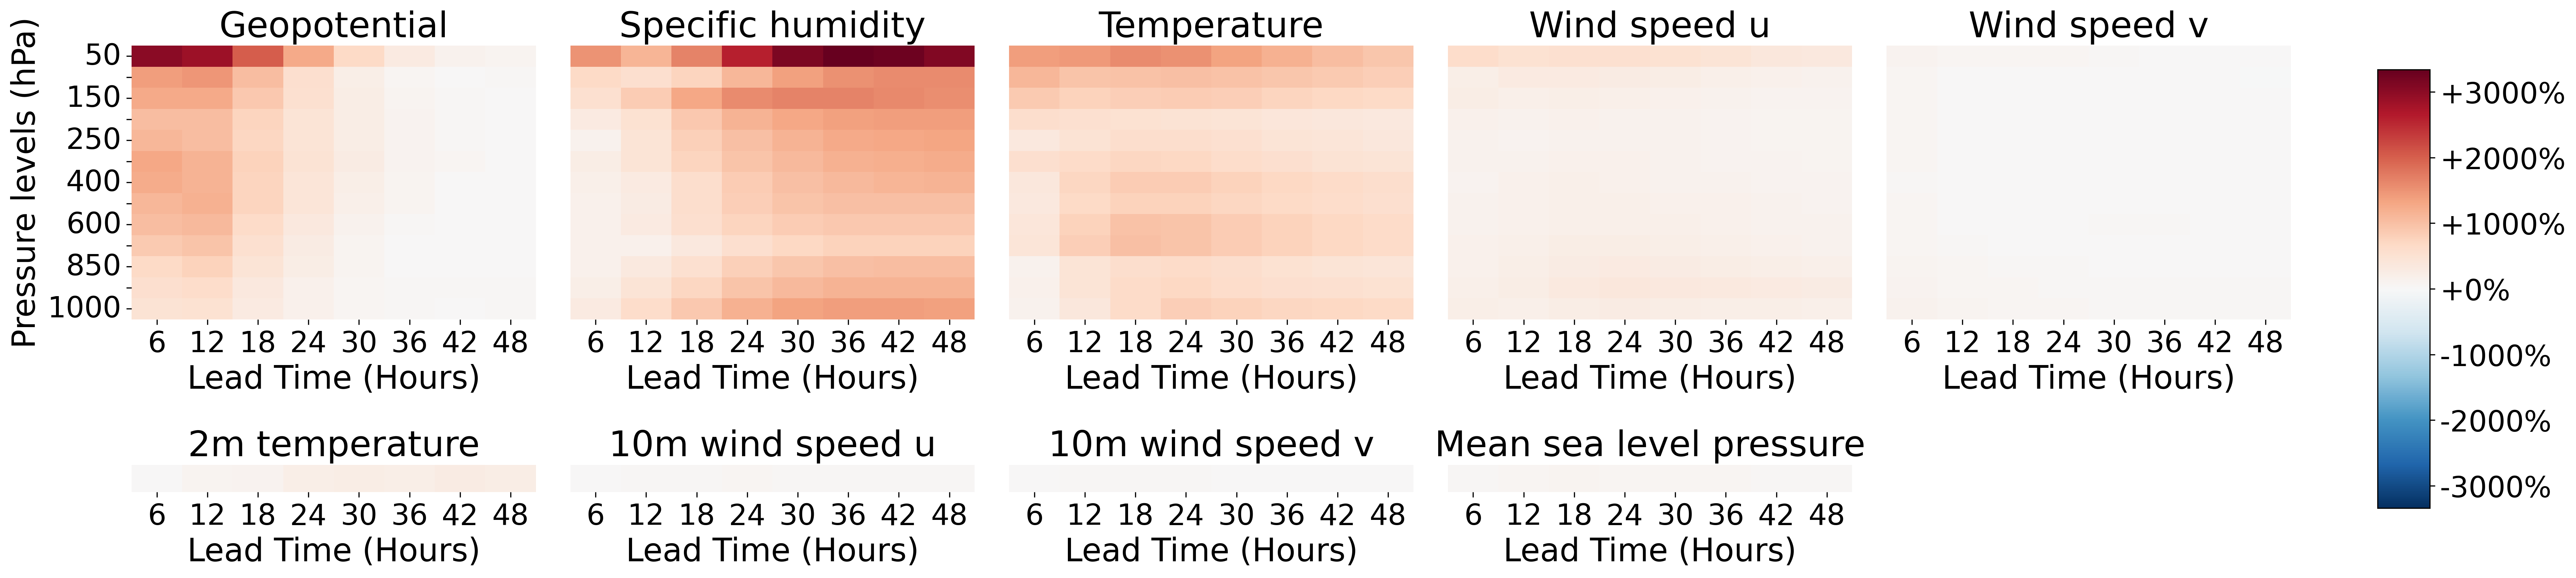 Geopotential
Specific humidity
Temperature
Wind speed u
Wind speed v
Pressure levels (hPa)
50
150
250
400
600
850
1000
6 12 18 24 30 36 42 48
6 12 18 24 30 36 42 48
6 12 18 24 30 36 42 48
6 12 18 24 30 36 42 48
6 12 18 24 30 36 42 48
Lead Time (Hours)
Lead Time (Hours)
Lead Time (Hours)
Lead Time (Hours)
Lead Time (Hours)
+3000%
+2000%
+1000%
+0%
-1000%
-2000%
-3000%
2m temperature
10m wind speed u
10m wind speed v
Mean sea level pressure
6 12 18 24 30 36 42 48
6 12 18 24 30 36 42 48
6 12 18 24 30 36 42 48
6 12 18 24 30 36 42 48
Lead Time (Hours)
Lead Time (Hours)
Lead Time (Hours)
Lead Time (Hours)